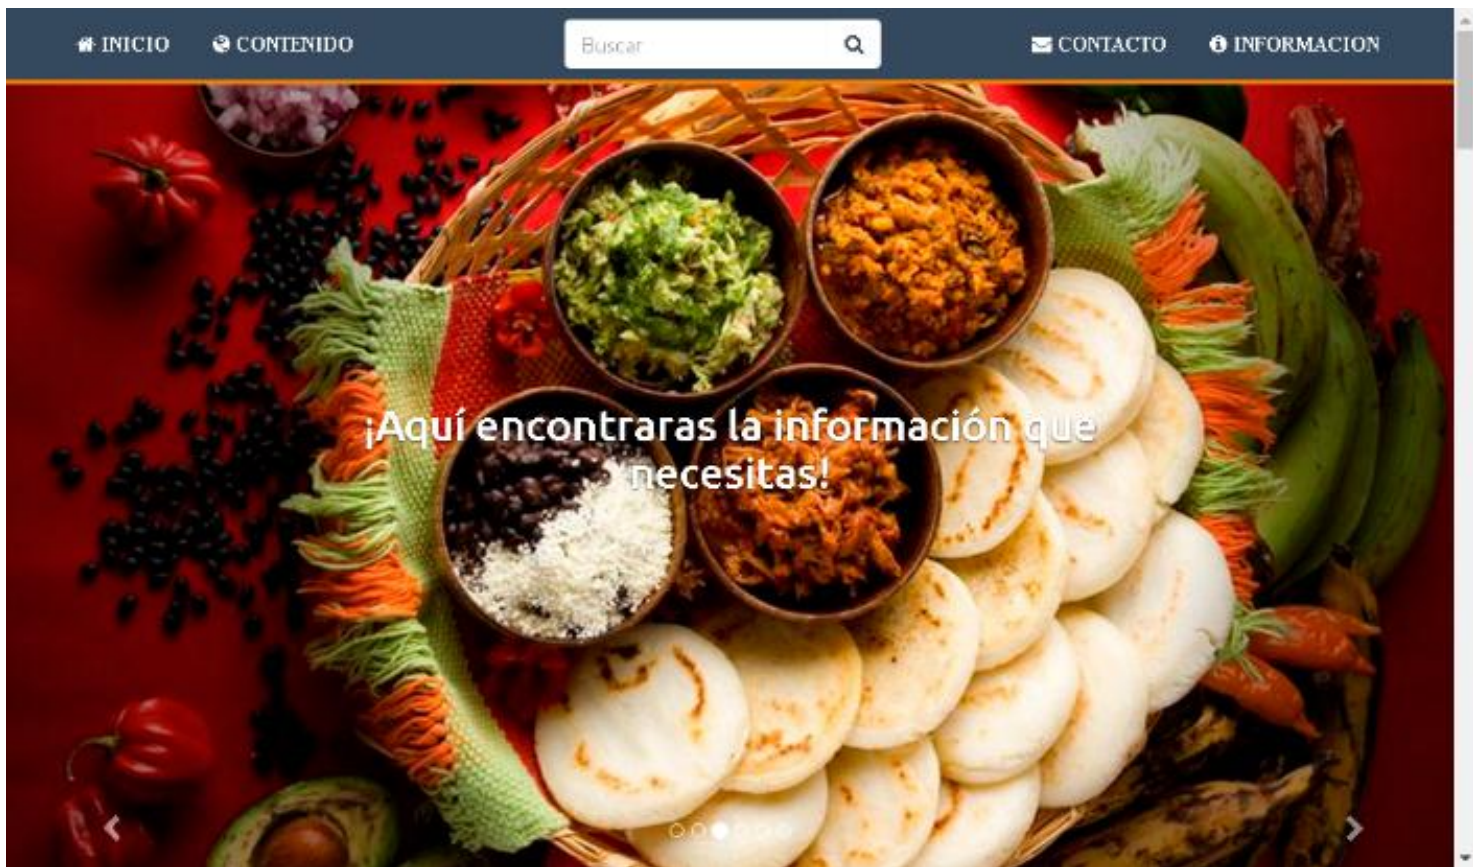 INICIO
CONTENIDO
Buscar
CONTACTO
INFORMACION
¡Aquí encontraras la información que
necesitas!